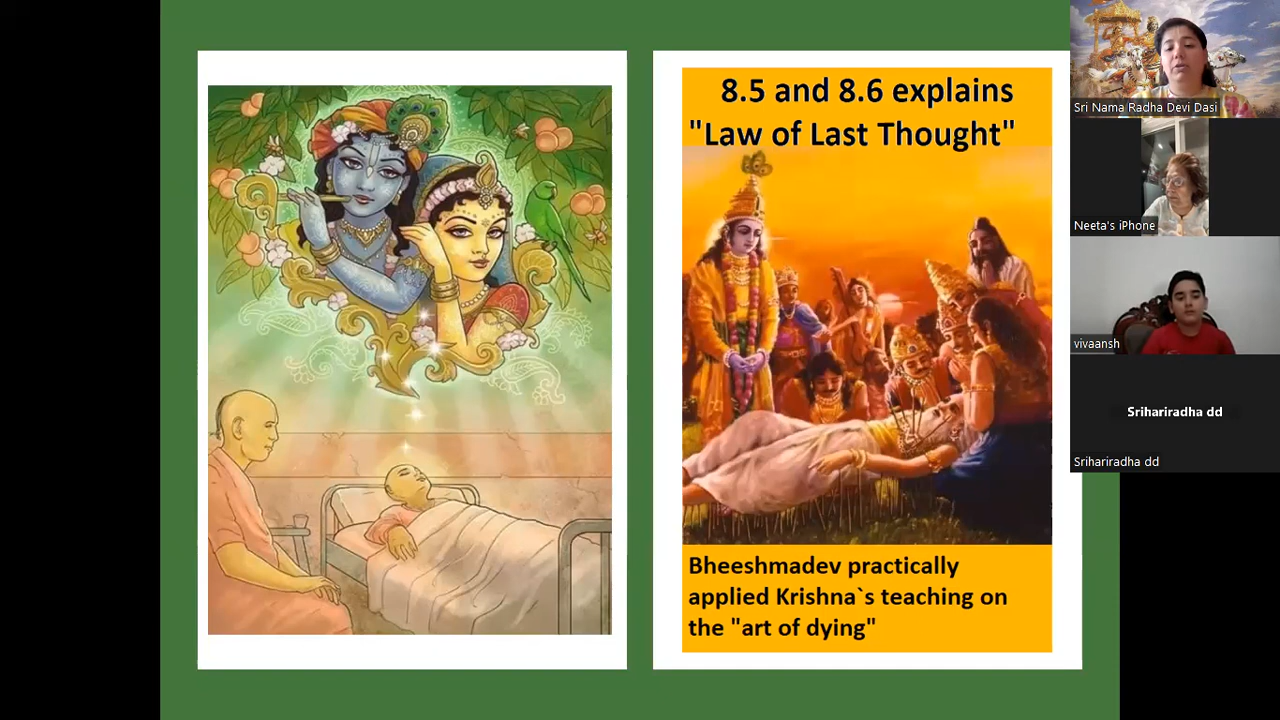 8.5 and 8.6 explains
"Law of Last Thought"
Bheeshmadev practically
applied Krishna`s teaching on
the "art of dying"
Sri Nama Radha Devi Dasi
Neeta's iPhone
vivaansh
Srihariradha dd
Srihariradha dd